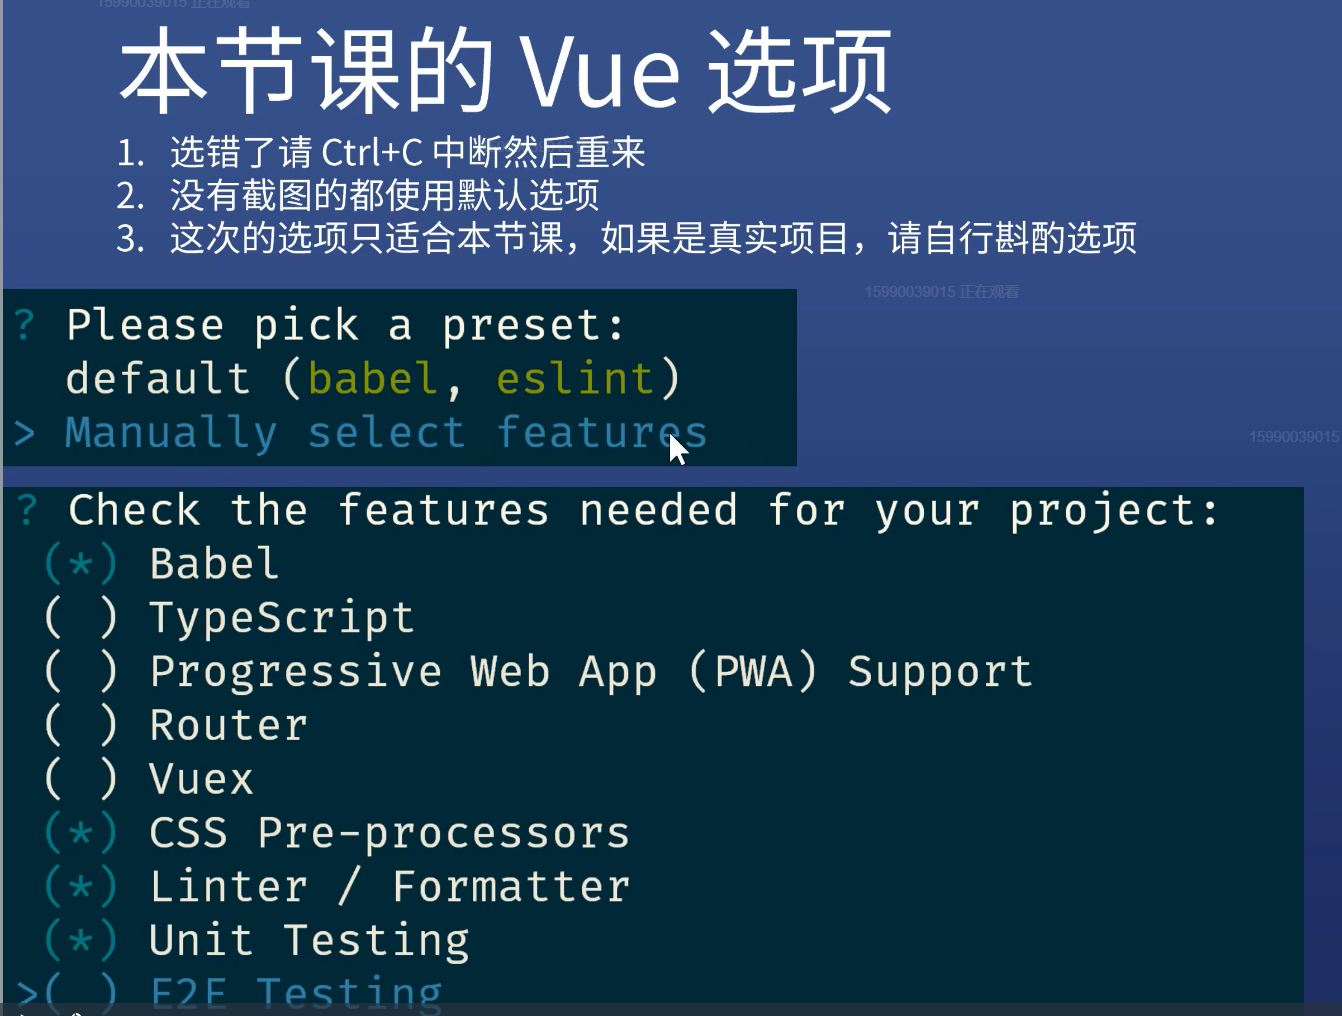 15990039015 正在观看
本节课的 Vue 选项
1. 选错了请 Ctrl+C 中断然后重来
2. 没有截图的都使用默认选项
3. 这次的选项只适合本节课，如果是真实项目，请自行斟酌选项
15990039015 正在观看
? Please pick a preset:
default (babel, eslint)
> Manually select features
15990039015
? Check the features needed for your project:
(*) Babel
( ) TypeScript
( ) Progressive Web App (PWA) Support
( ) Router
( ) Vuex
(*) CSS Pre-processors
(*) Linter / Formatter
(*) Unit Testing
>( ) E2E Testing